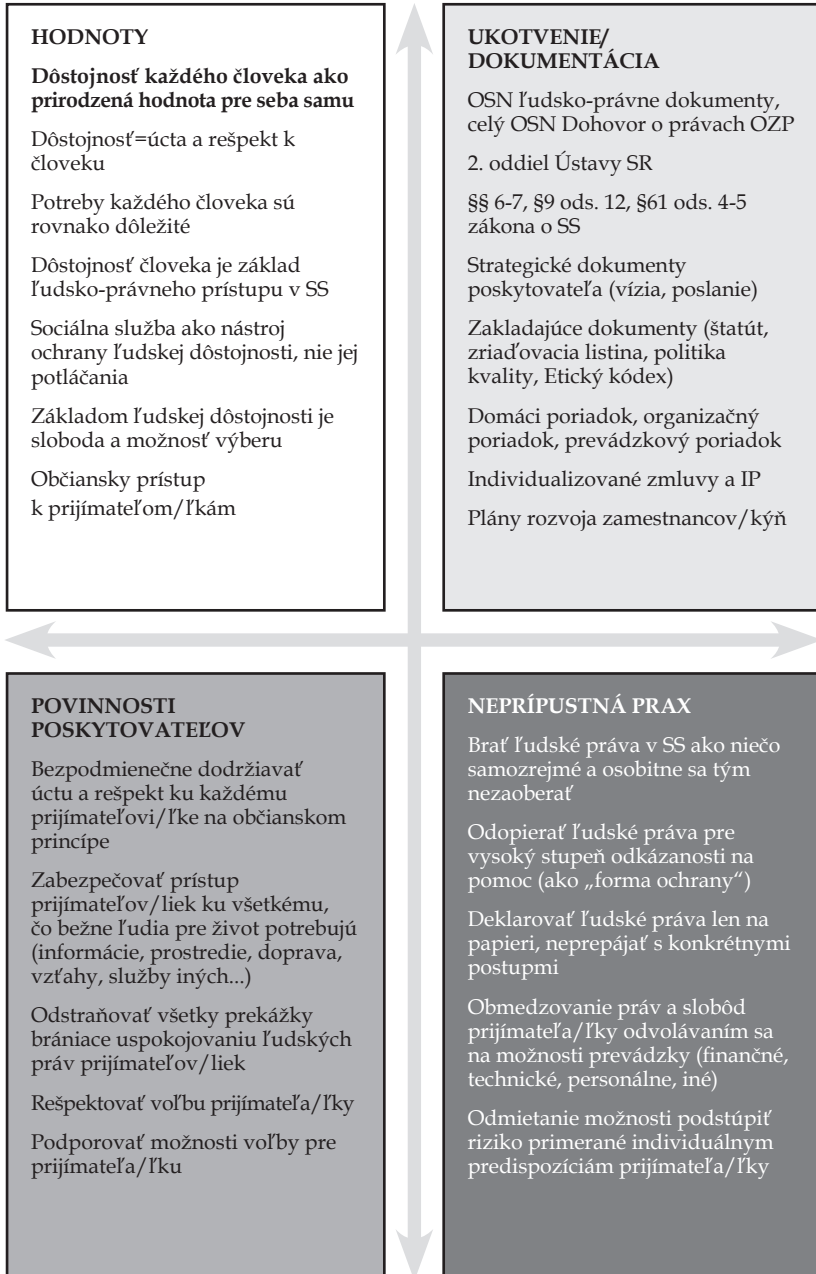 HODNOTY
Dôstojnosť každého človeka ako
prirodzená hodnota pre seba samu
Dôstojnosť=úcta a rešpekt k
človeku
Potreby každého človeka sú
rovnako dôležité
Dôstojnosť človeka je základ
ľudsko-právneho prístupu v SS
Sociálna služba ako nástroj
ochrany ľudskej dôstojnosti, nie jej
potláčania
Základom ľudskej dôstojnosti je
sloboda a možnosť výberu
Občiansky prístup
k prijímateľom/ľkám
UKOTVENIE/
DOKUMENTÁCIA
OSN ľudsko-právne dokumenty,
celý OSN Dohovor o právach OZP
2. oddiel Ústavy SR
§§ 6-7, §9 ods. 12, §61 ods. 4-5
zákona o SS
Strategické dokumenty
poskytovateľa (vízia, poslanie)
Zakladajúce dokumenty (štatút,
zriaďovacia listina, politika
kvality, Etický kódex)
Domáci poriadok, organizačný
poriadok, prevádzkový poriadok
Individualizované zmluvy a IP
Plány rozvoja zamestnancov/kýň
POVINNOSTI
POSKYTOVATEĽOV
Bezpodmienečne dodržiavať
úctu a rešpekt ku každému
prijímateľovi/ľke na občianskom
princípe
Zabezpečovať prístup
prijímateľov/liek ku všetkému,
čo bežne ľudia pre život potrebujú
(informácie, prostredie, doprava,
vzťahy, služby iných...)
Odstraňovať všetky prekážky
brániace uspokojovaniu ľudských
práv prijímateľov/liek
Rešpektovať voľbu prijímateľa/ľky
Podporovať možnosti voľby pre
prijímateľa/ľku
NEPRÍPUSTNÁ PRAX
Brať ľudské práva v SS ako niečo
samozrejmé a osobitne sa tým
nezaoberať
Odopierať ľudské práva pre
vysoký stupeň odkázanosti na
pomoc (ako „forma ochrany“)
Deklarovať ľudské práva len na
papieri, neprepájať s konkrétnymi
postupmi
Obmedzovanie práv a slobôd
prijímateľa/ľky odvolávaním sa
na možnosti prevádzky (finančné,
technické, personálne, iné)
Odmietanie možnosti podstúpiť
riziko primerané individuálnym
predispozíciám prijímateľa/ľky